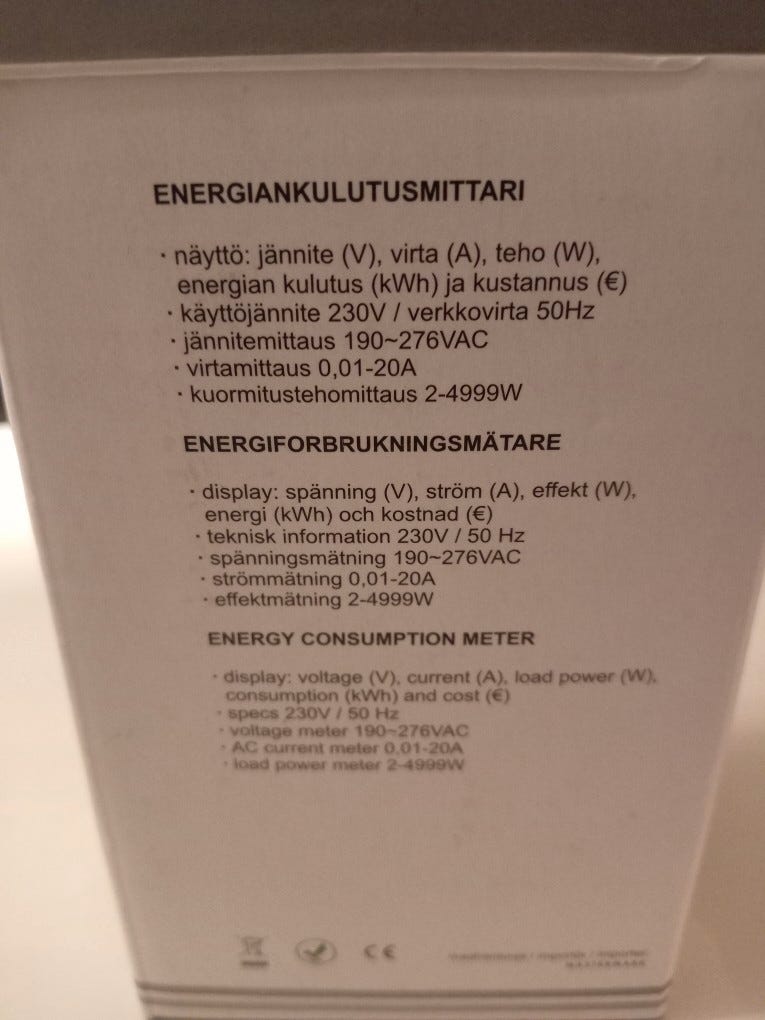 ENERGIANKULUTUSMITTARI
· näyttö: jännite (V), virta (A), teho (W),
energian kulutus (kWh) ja kustannus (€)
· käyttöjännite 230V / verkkovirta 50Hz
· jännitemittaus 190~276VAC
· virtamittaus 0,01-20A
· kuormitustehomittaus 2-4999W
ENERGIFORBRUKNINGSMÄTARE
· display: spänning (V), ström (A), effekt (W),
energi (kWh) och kostnad (€)
· teknisk information 230V / 50 Hz
· spänningsmätning 190~276VAC
· strömmätning 0,01-20A
· effektmätning 2-4999W
ENERGY CONSUMPTION METER
· display: voltage (V), current (A), load power (W),
consumption (kWh) and cost (€)
· specs 230V / 50 Hz
· voltage meter 190~276VAC
· AC current meter 0,01-20A
· load power meter 2-4999W
CE